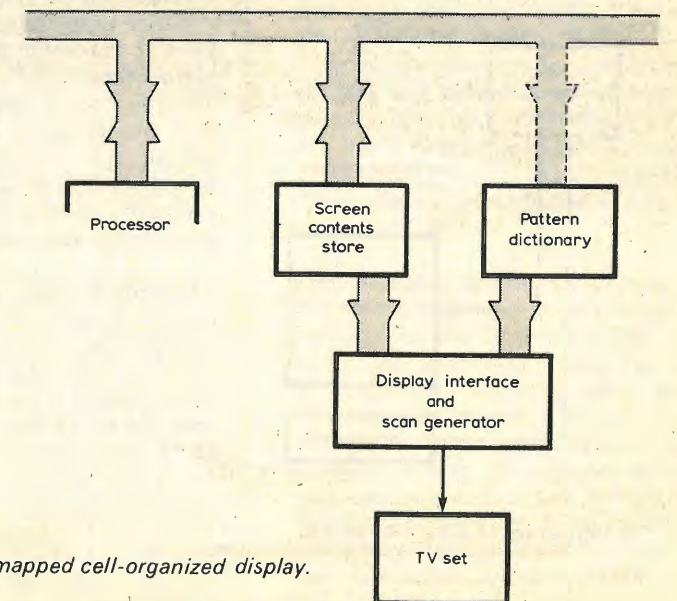 Processor
Screen
contents
store
Pattern
dictionary
Display interface
and
scan generator
mapped cell-organized display.
TV set